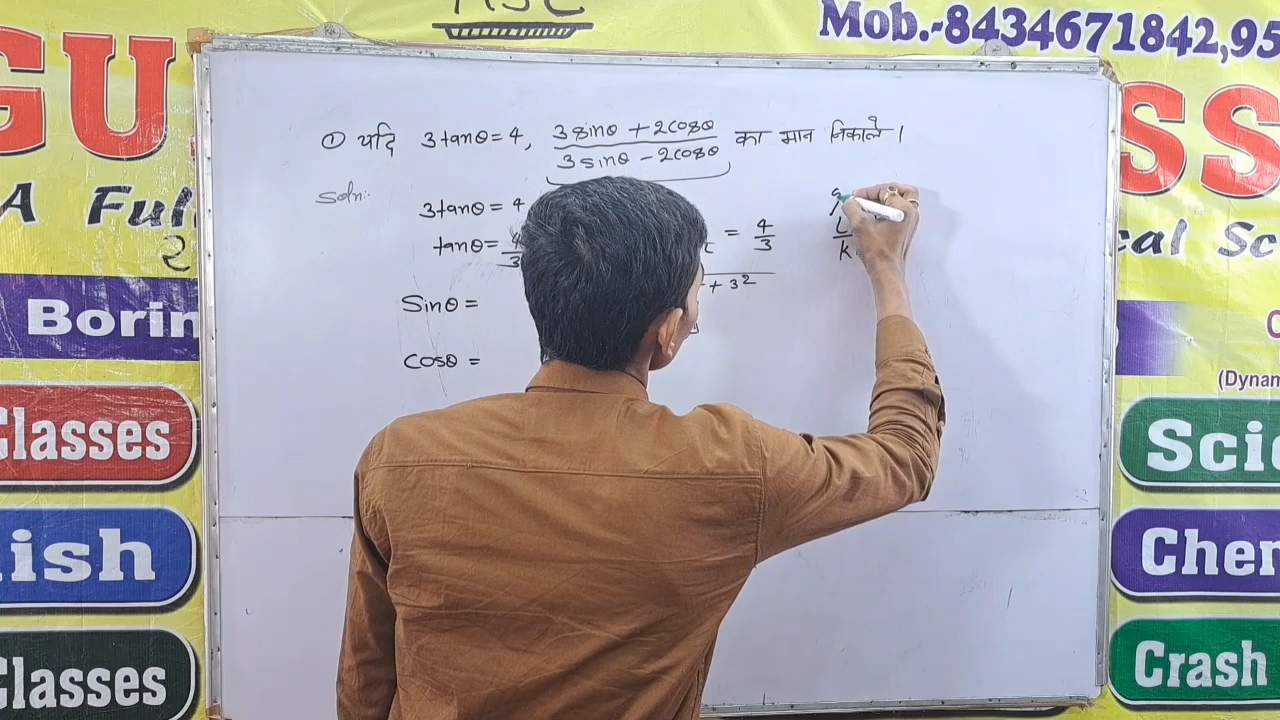 Mob.-8434671842,95
GU
SS
A Ful
cal Sc
Borin
(Dynam
Classes
Scie
ish
Chem
Classes
Crash
① यदि 3tanθ = 4, 3sinθ + 2cosθ / 3sinθ - 2cosθ का मान निकालें।
Soln:-
3tanθ = 4
tanθ = 4/3
= 4/3
+ 3²
Sinθ =
Cosθ =
L
K